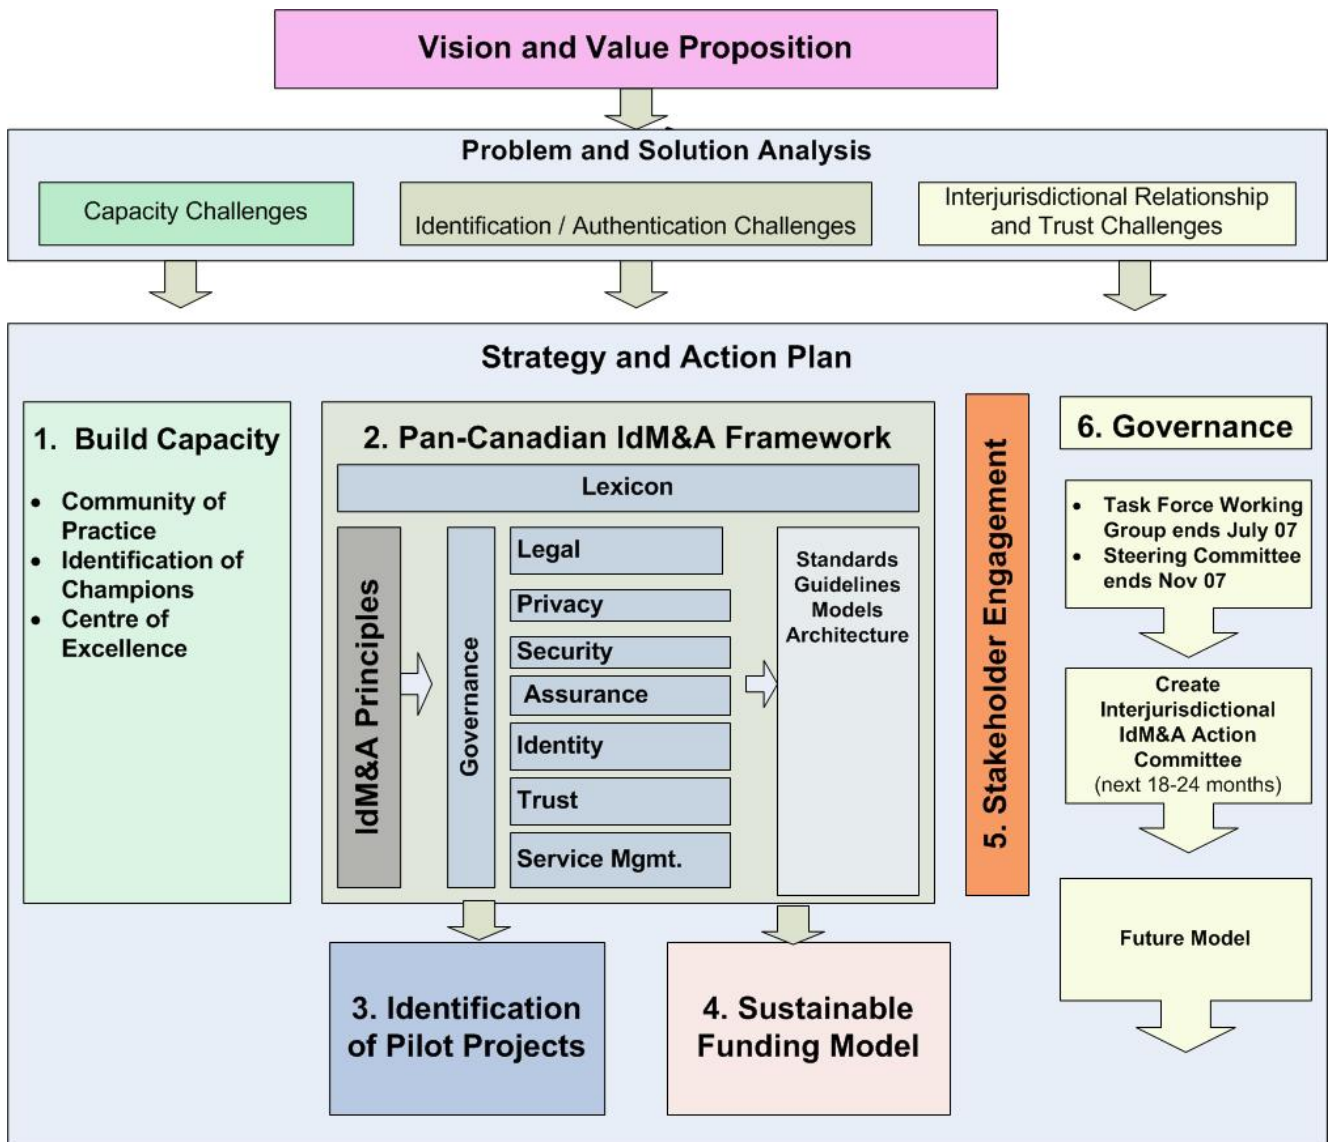 Vision and Value Proposition
Problem and Solution Analysis
Capacity Challenges
Identification / Authentication Challenges
Interjurisdictional Relationship
and Trust Challenges
Strategy and Action Plan
1. Build Capacity
• Community of
Practice
• Identification of
Champions
• Centre of
Excellence
2. Pan-Canadian IdM&A Framework
Lexicon
IdM&A Principles
Governance
Legal
Privacy
Security
Assurance
Identity
Trust
Service Mgmt.
Standards
Guidelines
Models
Architecture
3. Identification
of Pilot Projects
4. Sustainable
Funding Model
5. Stakeholder Engagement
6. Governance
• Task Force Working
Group ends July 07
• Steering Committee
ends Nov 07
Create
Interjurisdictional
IdM&A Action
Committee
(next 18-24 months)
Future Model